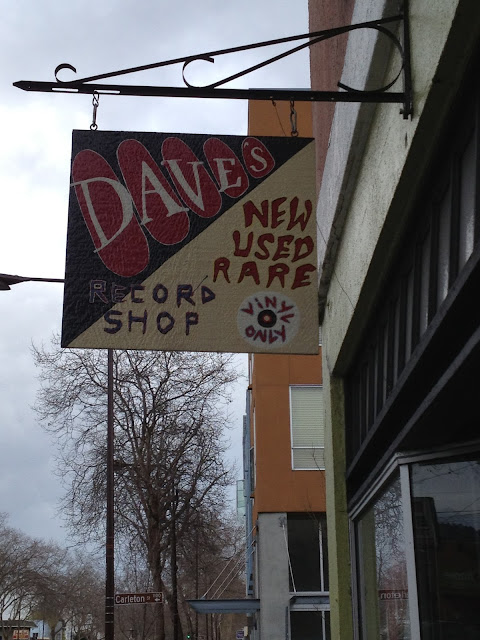 DAVE'S
NEW
USED
RARE
RECORD
SHOP
VINYL
ONLY
Carleton